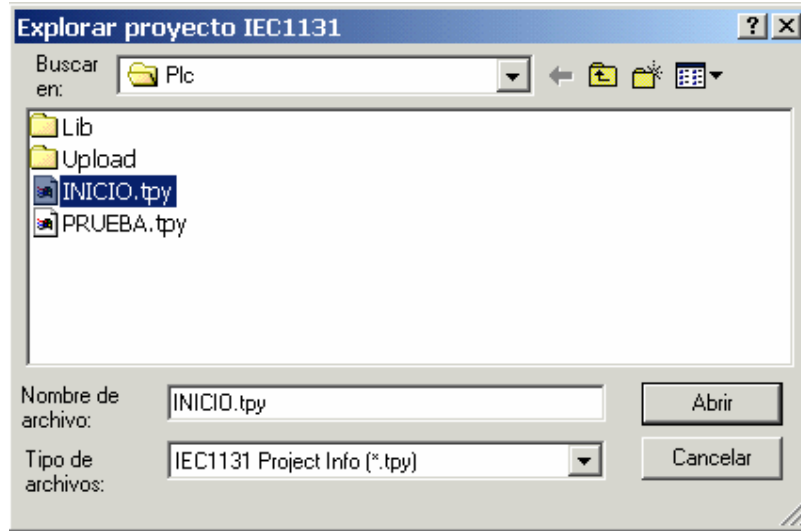 Explorar proyecto IEC1131
Buscar
en:
Plc
Lib
Upload
INICIO.tpy
PRUEBA.tpy
Nombre de
archivo:
INICIO.tpy
Abrir
Tipo de
archivos:
IEC1131 Project Info (*.tpy)
Cancelar